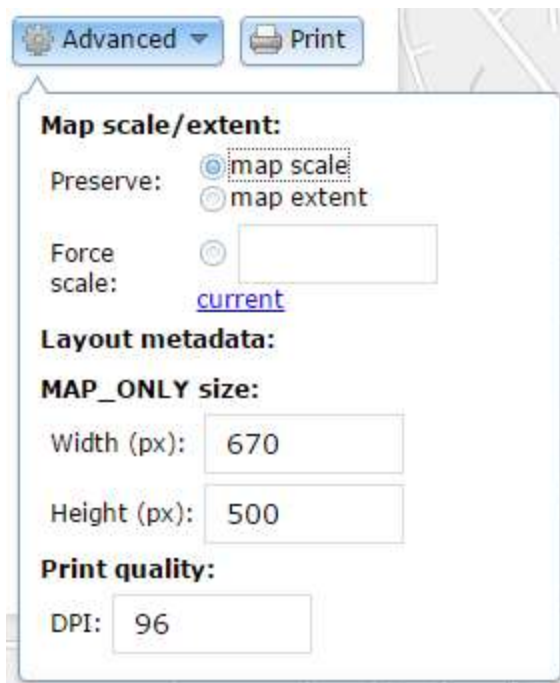 Advanced Print
Map scale/extent:
Preserve: map scale
map extent
Force scale:
current
Layout metadata:
MAP_ONLY size:
Width (px): 670
Height (px): 500
Print quality:
DPI: 96